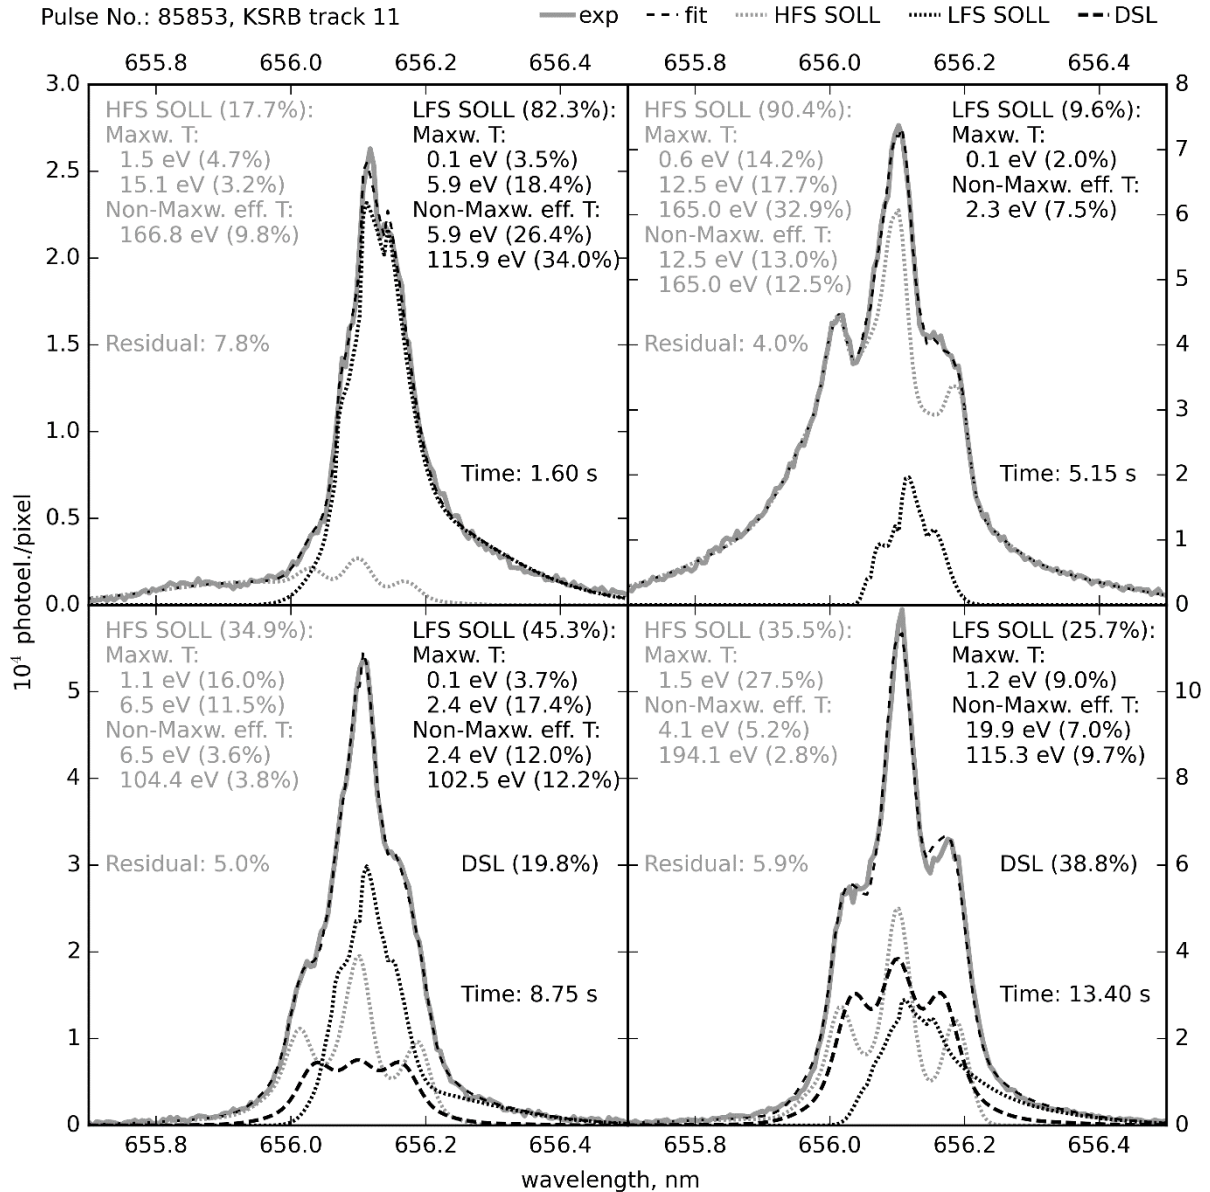 Pulse No.: 85853, KSRB track 11
exp fit HFS SOLL LFS SOLL DSL
655.8 656.0 656.2 656.4 655.8 656.0 656.2 656.4
3.0
2.5
2.0
1.5
1.0
0.5
0.0
HFS SOLL (17.7%):
Maxw. T:
1.5 eV (4.7%)
15.1 eV (3.2%)
Non-Maxw. eff. T:
166.8 eV (9.8%)
Residual: 7.8%
LFS SOLL (82.3%):
Maxw. T:
0.1 eV (3.5%)
5.9 eV (18.4%)
Non-Maxw. eff. T:
5.9 eV (26.4%)
115.9 eV (34.0%)
Time: 1.60 s
HFS SOLL (90.4%):
Maxw. T:
0.6 eV (14.2%)
12.5 eV (17.7%)
165.0 eV (32.9%)
Non-Maxw. eff. T:
12.5 eV (13.0%)
165.0 eV (12.5%)
Residual: 4.0%
LFS SOLL (9.6%):
Maxw. T:
0.1 eV (2.0%)
Non-Maxw. eff. T:
2.3 eV (7.5%)
Time: 5.15 s
8
7
6
5
4
3
2
1
0
10⁴ photoel./pixel
5
4
3
2
1
0
HFS SOLL (34.9%):
Maxw. T:
1.1 eV (16.0%)
6.5 eV (11.5%)
Non-Maxw. eff. T:
6.5 eV (3.6%)
104.4 eV (3.8%)
Residual: 5.0%
LFS SOLL (45.3%):
Maxw. T:
0.1 eV (3.7%)
2.4 eV (17.4%)
Non-Maxw. eff. T:
2.4 eV (12.0%)
102.5 eV (12.2%)
DSL (19.8%)
Time: 8.75 s
HFS SOLL (35.5%):
Maxw. T:
1.5 eV (27.5%)
Non-Maxw. eff. T:
4.1 eV (5.2%)
194.1 eV (2.8%)
Residual: 5.9%
LFS SOLL (25.7%):
Maxw. T:
1.2 eV (9.0%)
Non-Maxw. eff. T:
19.9 eV (7.0%)
115.3 eV (9.7%)
DSL (38.8%)
Time: 13.40 s
10
8
6
4
2
0
655.8 656.0 656.2 656.4 655.8 656.0 656.2 656.4
wavelength, nm